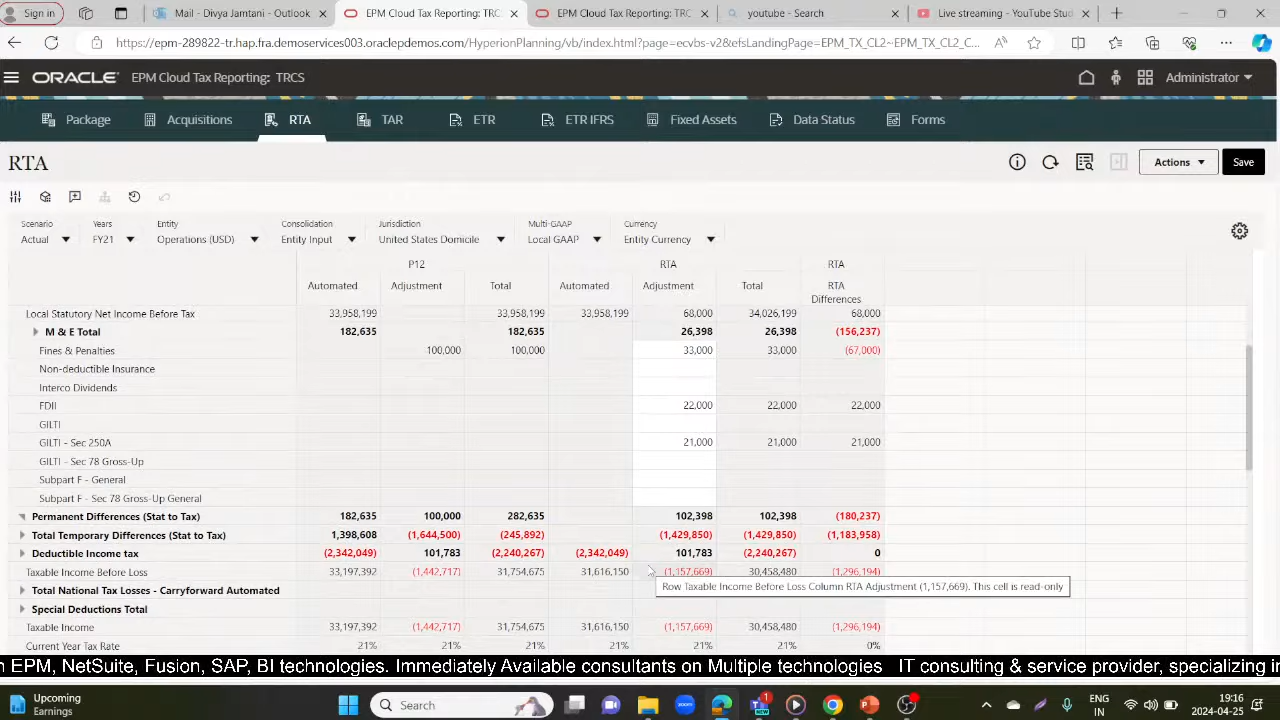 Sign in
Mail - Divya Jamtani - Outlook
EPM Cloud Tax Reporting: TRC
EPM Cloud Tax Reporting: TRC
youtube - Search
Live streaming - YouTube Stud
https://epm-289822-tr.hap.fra.demoservices003.oraclepdemos.com/HyperionPlanning/vb/index.html?page=ecvbs-v2&efsLandingPage=EPM_TX_CL2~EPM_TX_CL2_C...
ORACLE EPM Cloud Tax Reporting: TRCS
Administrator
Package Acquisitions RTA TAR ETR ETR IFRS Fixed Assets Data Status Forms
RTA
Actions Save
Scenario Years Entity Consolidation Jurisdiction Multi-GAAP Currency
Actual FY21 Operations (USD) Entity Input United States Domicile Local GAAP Entity Currency
P12 RTA RTA
Automated Adjustment Total Automated Adjustment Total RTA Differences
Local Statutory Net Income Before Tax 33,958,199 33,958,199 33,958,199 68,000 34,026,199 68,000
M & E Total 182,635 182,635 26,398 26,398 (156,237)
Fines & Penalties 100,000 100,000 33,000 33,000 (67,000)
Non-deductible Insurance
Interco Dividends
FDII 22,000 22,000 22,000
GILTI
GILTI - Sec 250A 21,000 21,000 21,000
GILTI - Sec 78 Gross-Up
Subpart F - General
Subpart F - Sec 78 Gross-Up General
Permanent Differences (Stat to Tax) 182,635 100,000 282,635 102,398 102,398 (180,237)
Total Temporary Differences (Stat to Tax) 1,398,608 (1,644,500) (245,892) (1,429,850) (1,429,850) (1,183,958)
Deductible Income tax (2,342,049) 101,783 (2,240,267) (2,342,049) 101,783 (2,240,267) 0
Taxable Income Before Loss 33,197,392 (1,442,717) 31,754,675 31,616,150 (1,157,669) 30,458,480 (1,296,194)
Row Taxable Income Before Loss Column RTA Adjustment (1,157,669). This cell is read-only
Total National Tax Losses - Carryforward Automated
Special Deductions Total
Taxable Income 33,197,392 (1,442,717) 31,754,675 31,616,150 (1,157,669) 30,458,480 (1,296,194)
Current Year Tax Rate 21% 21% 21% 21% 21% 21% 0%
n EPM, NetSuite, Fusion, SAP, BI technologies. Immediately Available consultants on Multiple technologies IT consulting & service provider, specializing in
Upcoming
Earnings
Search
1
NEW
ENG
IN
19:16
2024-04-25